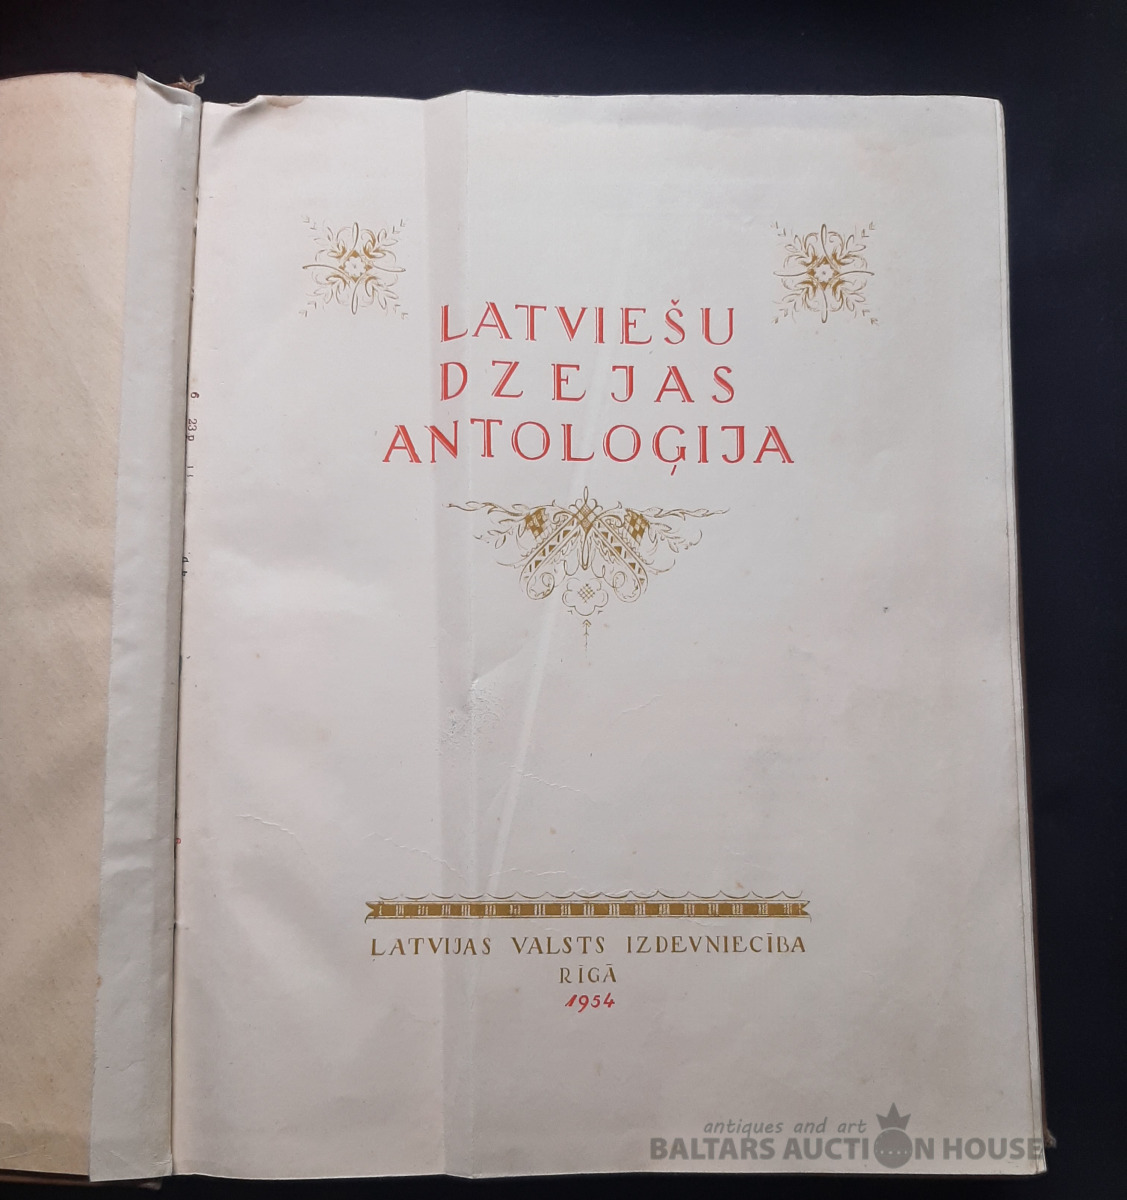 LATVIEŠU
DZEJAS
ANTOLOĢIJA
LATVIJAS VALSTS IZDEVNIECĪBA
RĪGĀ
1954
antiques and art
BALTARS AUCTION HOUSE